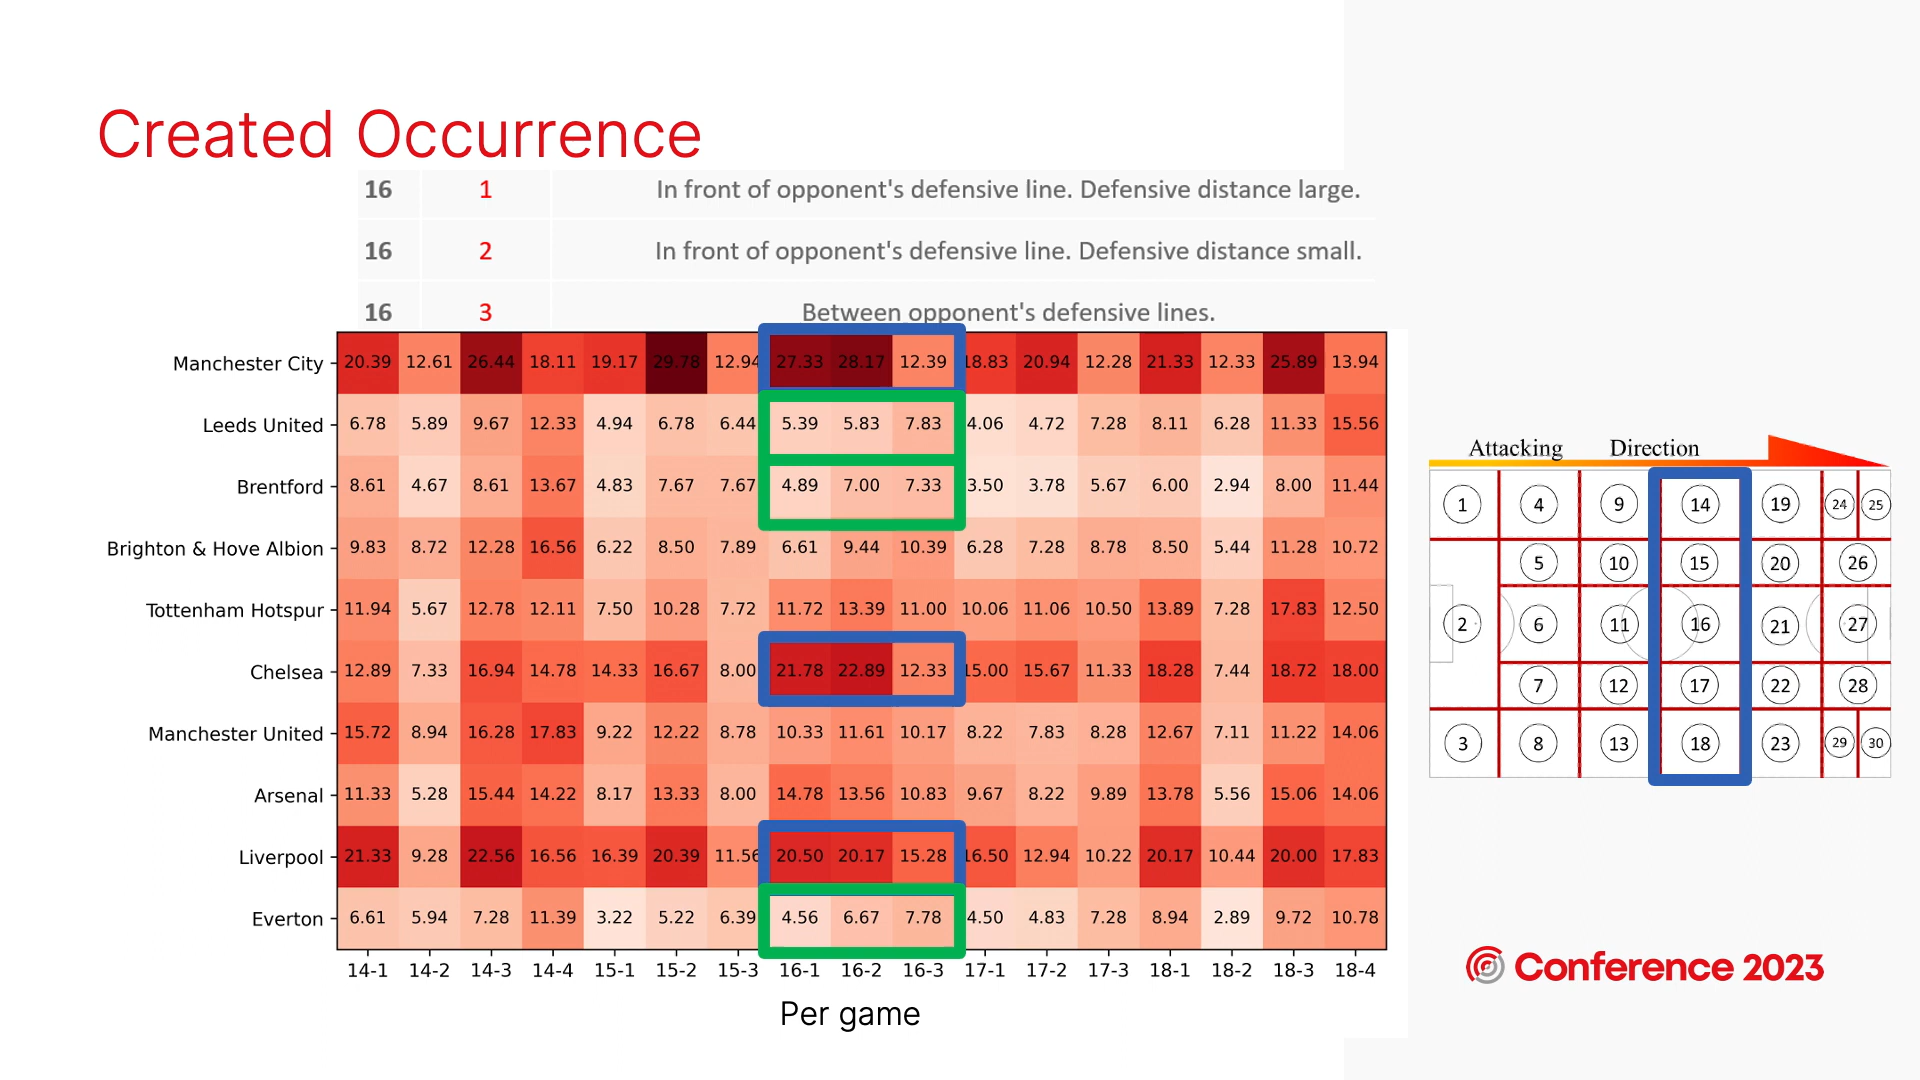 Created Occurrence
16 1 In front of opponent's defensive line. Defensive distance large.
16 2 In front of opponent's defensive line. Defensive distance small.
16 3 Between opponent's defensive lines.
Manchester City 20.39 12.61 26.44 18.11 19.17 29.78 12.94 27.33 28.17 12.39 18.83 20.94 12.28 21.33 12.33 25.89 13.94
Leeds United 6.78 5.89 9.67 12.33 4.94 6.78 6.44 5.39 5.83 7.83 4.06 4.72 7.28 8.11 6.28 11.33 15.56
Brentford 8.61 4.67 8.61 13.67 4.83 7.67 7.67 4.89 7.00 7.33 3.50 3.78 5.67 6.00 2.94 8.00 11.44
Brighton & Hove Albion 9.83 8.72 12.28 16.56 6.22 8.50 7.89 6.61 9.44 10.39 6.28 7.28 8.78 8.50 5.44 11.28 10.72
Tottenham Hotspur 11.94 5.67 12.78 12.11 7.50 10.28 7.72 11.72 13.39 11.00 10.06 11.06 10.50 13.89 7.28 17.83 12.50
Chelsea 12.89 7.33 16.94 14.78 14.33 16.67 8.00 21.78 22.89 12.33 15.00 15.67 11.33 18.28 7.44 18.72 18.00
Manchester United 15.72 8.94 16.28 17.83 9.22 12.22 8.78 10.33 11.61 10.17 8.22 7.83 8.28 12.67 7.11 11.22 14.06
Arsenal 11.33 5.28 15.44 14.22 8.17 13.33 8.00 14.78 13.56 10.83 9.67 8.22 9.89 13.78 5.56 15.06 14.06
Liverpool 21.33 9.28 22.56 16.56 16.39 20.39 11.56 20.50 20.17 15.28 16.50 12.94 10.22 20.17 10.44 20.00 17.83
Everton 6.61 5.94 7.28 11.39 3.22 5.22 6.39 4.56 6.67 7.78 4.50 4.83 7.28 8.94 2.89 9.72 10.78
14-1 14-2 14-3 14-4 15-1 15-2 15-3 16-1 16-2 16-3 17-1 17-2 17-3 18-1 18-2 18-3 18-4
Per game
Attacking Direction
1 4 9 14 19 24 25
5 10 15 20 26
2 6 11 16 21 27
7 12 17 22 28
3 8 13 18 23 29 30
Conference 2023